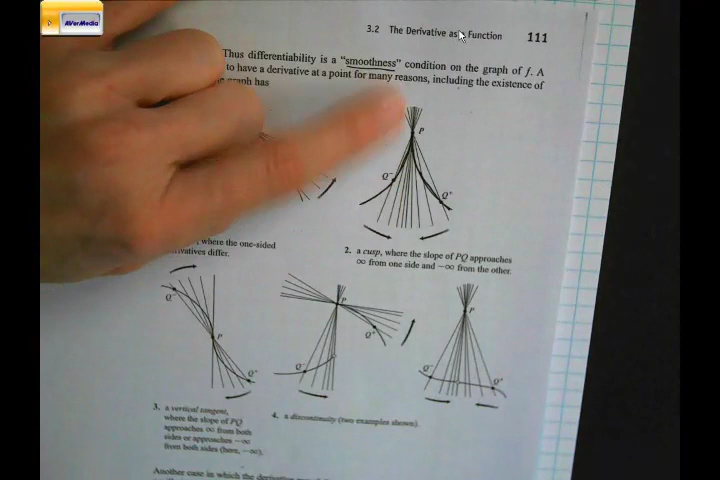 AVerMedia
3.2 The Derivative as Function 111
Thus differentiability is a "smoothness" condition on the graph of f. A
to have a derivative at a point for many reasons, including the existence of
graph has
P
Q⁻
Q⁺
where the one-sided
derivatives differ.
2. a cusp, where the slope of PQ approaches
∞ from one side and −∞ from the other.
Q⁻
P
Q⁺
P
Q⁺
Q⁻
P
Q⁻
Q⁺
3. a vertical tangent,
where the slope of PQ
approaches ∞ from both
sides or approaches −∞
from both sides (here, −∞).
4. a discontinuity (two examples shown).
Another case in which the derivative